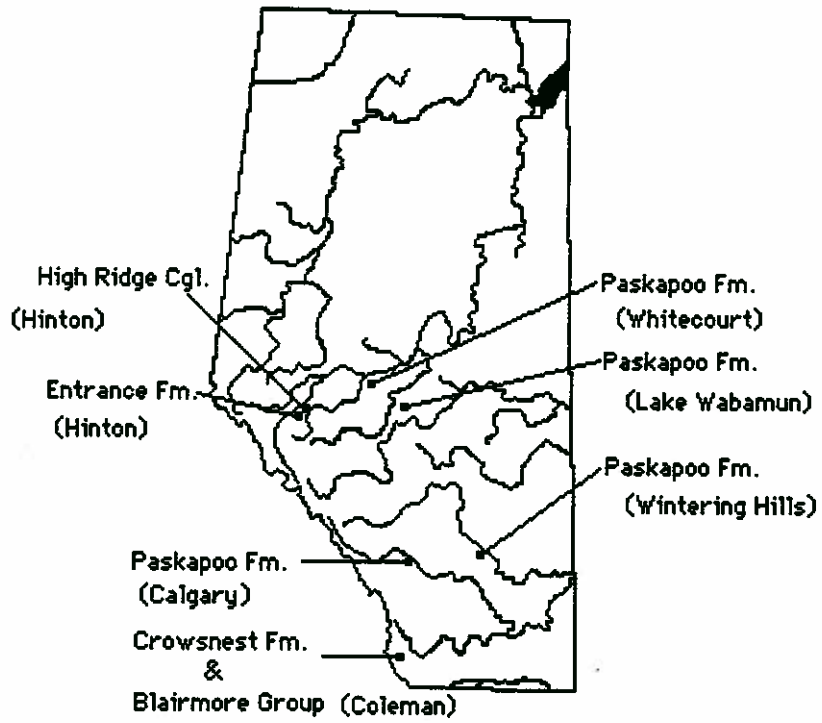 High Ridge Cgl.
(Hinton)
Entrance Fm.
(Hinton)
Paskapoo Fm.
(Whitecourt)
Paskapoo Fm.
(Lake Wabamun)
Paskapoo Fm.
(Wintering Hills)
Paskapoo Fm.
(Calgary)
Crowsnest Fm.
&
Blairmore Group (Coleman)